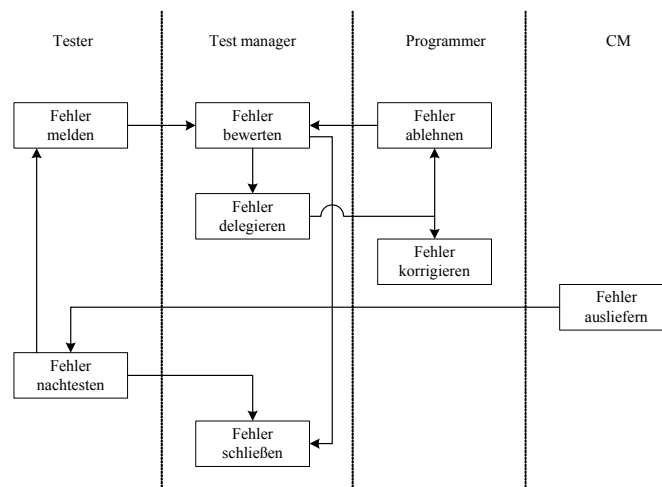 Tester
Test manager
Programmer
CM
Fehler
melden
Fehler
bewerten
Fehler
ablehnen
Fehler
delegieren
Fehler
korrigieren
Fehler
ausliefern
Fehler
nachtesten
Fehler
schließen